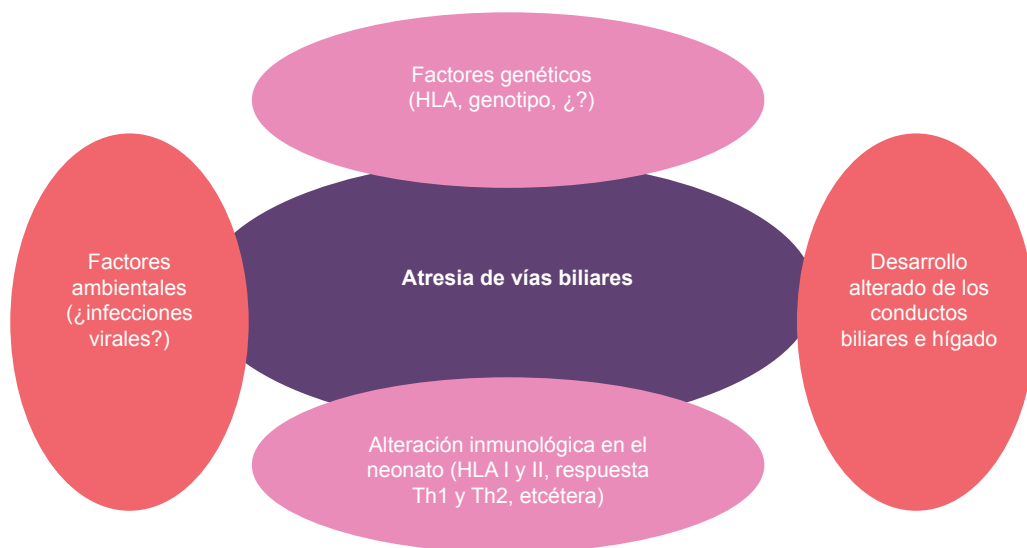 Factores genéticos
(HLA, genotipo, ¿?)
Factores
ambientales
(¿infecciones
virales?)
Atresia de vías biliares
Desarrollo
alterado de los
conductos
biliares e hígado
Alteración inmunológica en el
neonato (HLA I y II, respuesta
Th1 y Th2, etcétera)